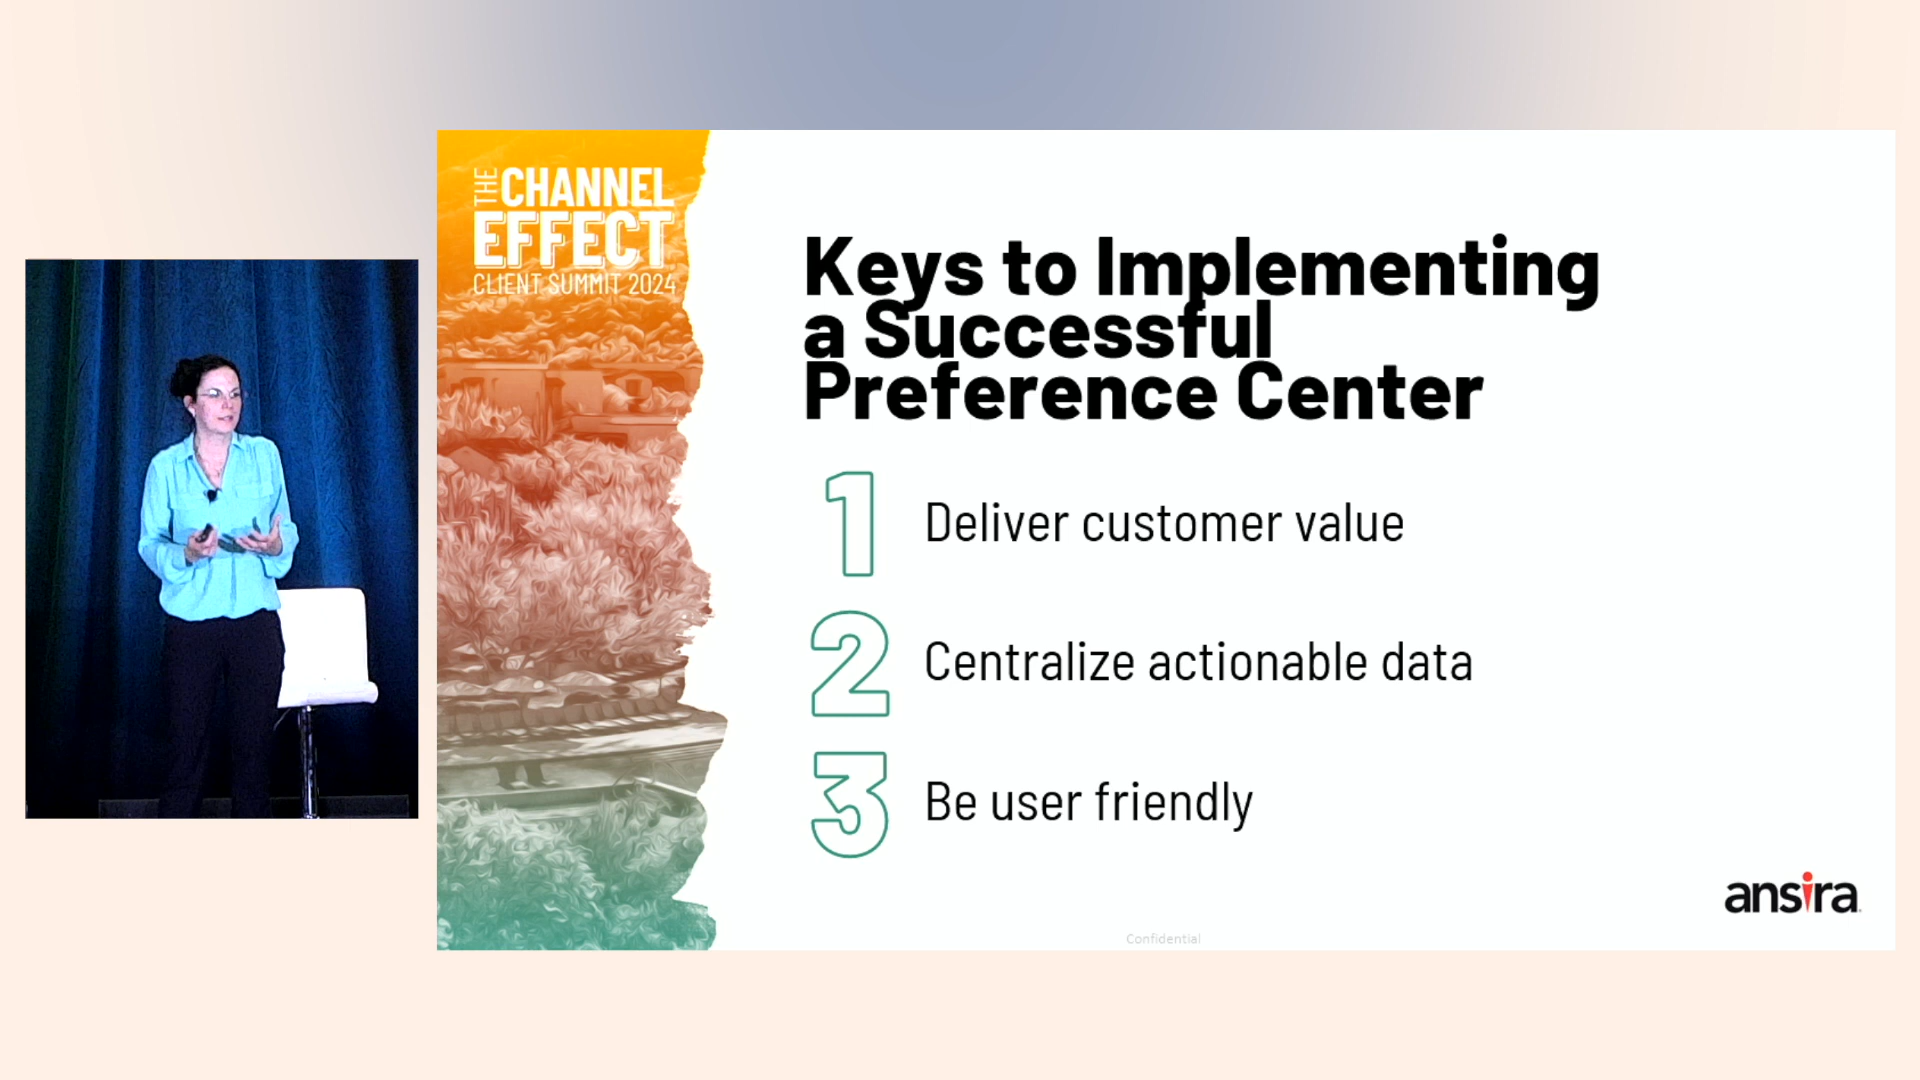 THE CHANNEL
EFFECT
CLIENT SUMMIT 2024
Keys to Implementing
a Successful
Preference Center
1 Deliver customer value
2 Centralize actionable data
3 Be user friendly
ansira
Confidential